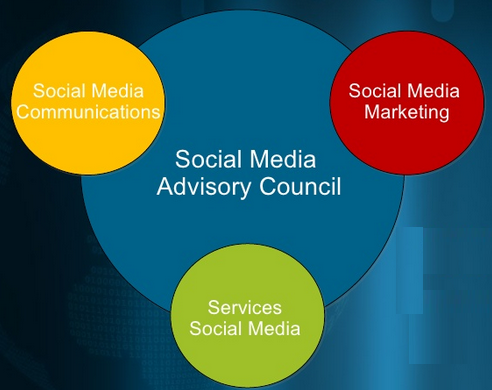 Social Media
Communications
Social Media
Marketing
Social Media
Advisory Council
Services
Social Media